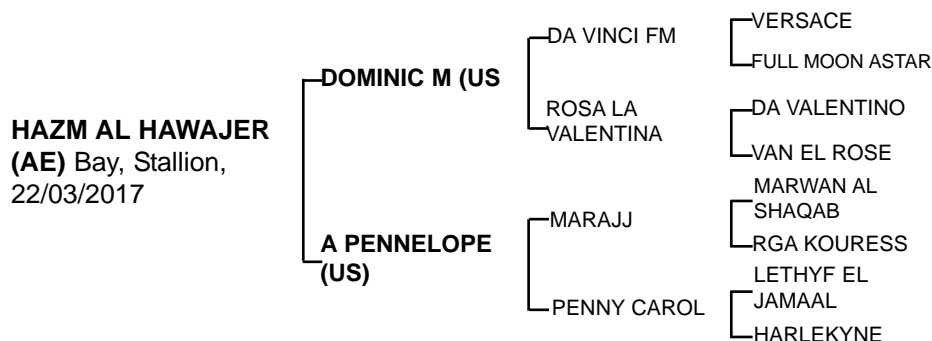 HAZM AL HAWAJER
(AE) Bay, Stallion,
22/03/2017
DOMINIC M (US
A PENNELOPE
(US)
DA VINCI FM
ROSA LA
VALENTINA
MARAJJ
PENNY CAROL
VERSACE
FULL MOON ASTAR
DA VALENTINO
VAN EL ROSE
MARWAN AL
SHAQAB
RGA KOURESS
LETHYF EL
JAMAAL
HARLEKYNE